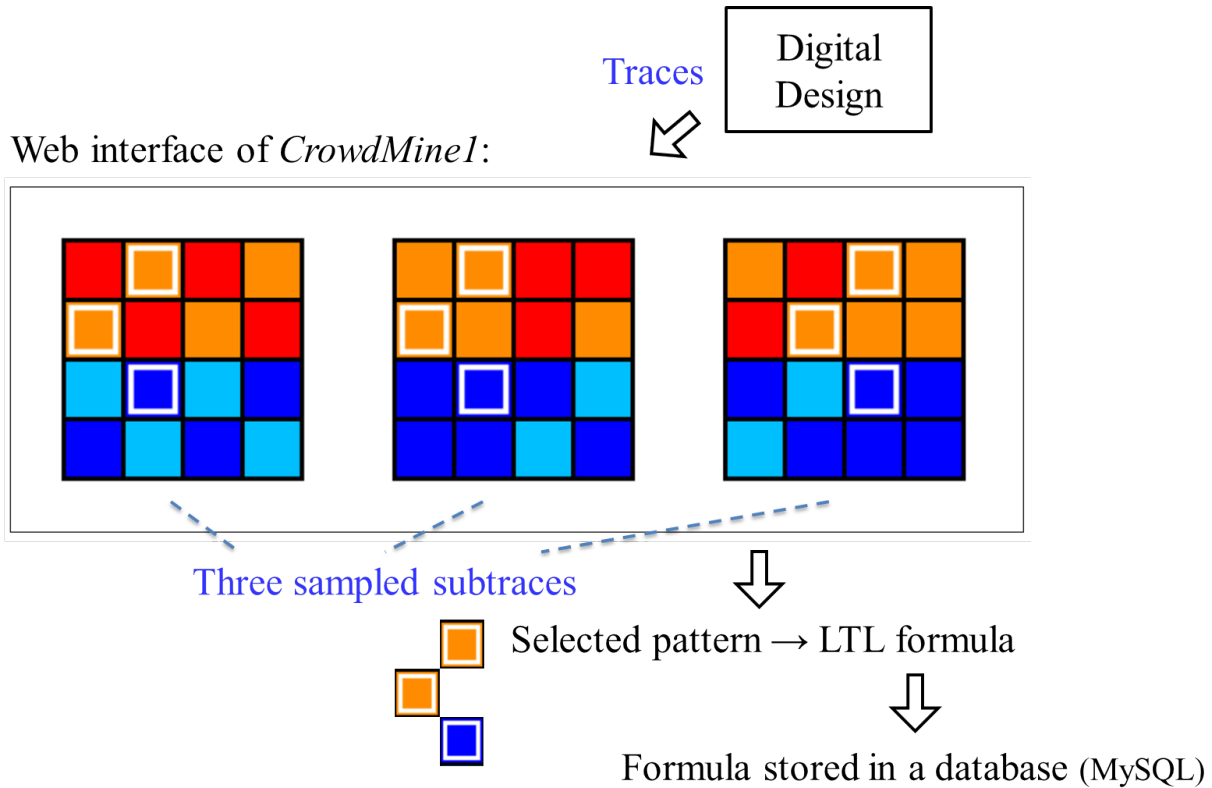 Digital
Design
Traces
Web interface of CrowdMine1:
Three sampled subtraces
Selected pattern → LTL formula
Formula stored in a database (MySQL)